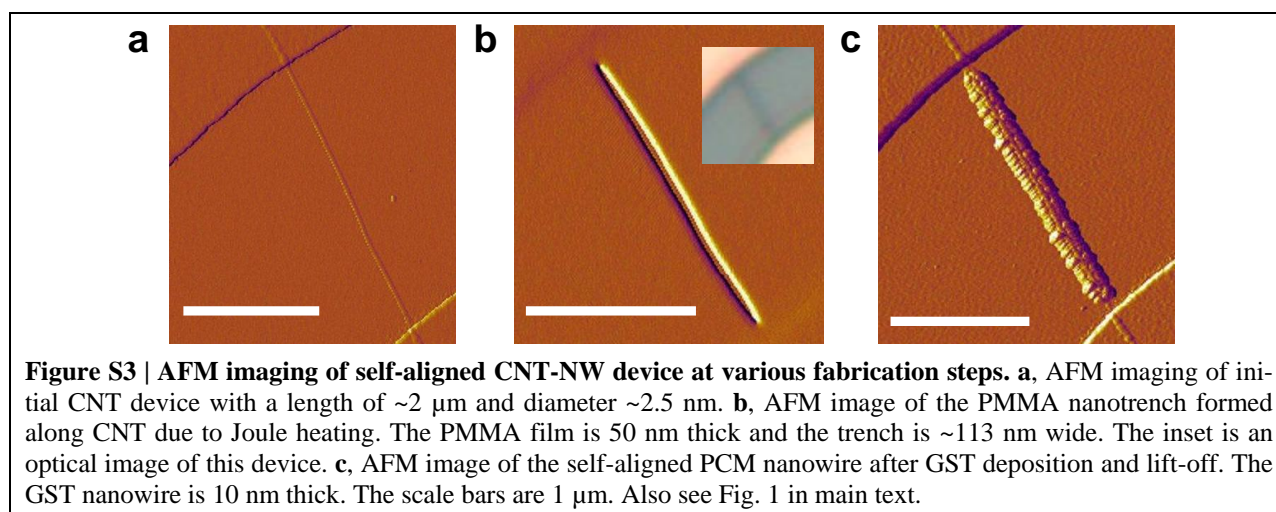 a b c
Figure S3 | AFM imaging of self-aligned CNT-NW device at various fabrication steps. a, AFM imaging of ini-
tial CNT device with a length of ~2 µm and diameter ~2.5 nm. b, AFM image of the PMMA nanotrench formed
along CNT due to Joule heating. The PMMA film is 50 nm thick and the trench is ~113 nm wide. The inset is an
optical image of this device. c, AFM image of the self-aligned PCM nanowire after GST deposition and lift-off. The
GST nanowire is 10 nm thick. The scale bars are 1 µm. Also see Fig. 1 in main text.